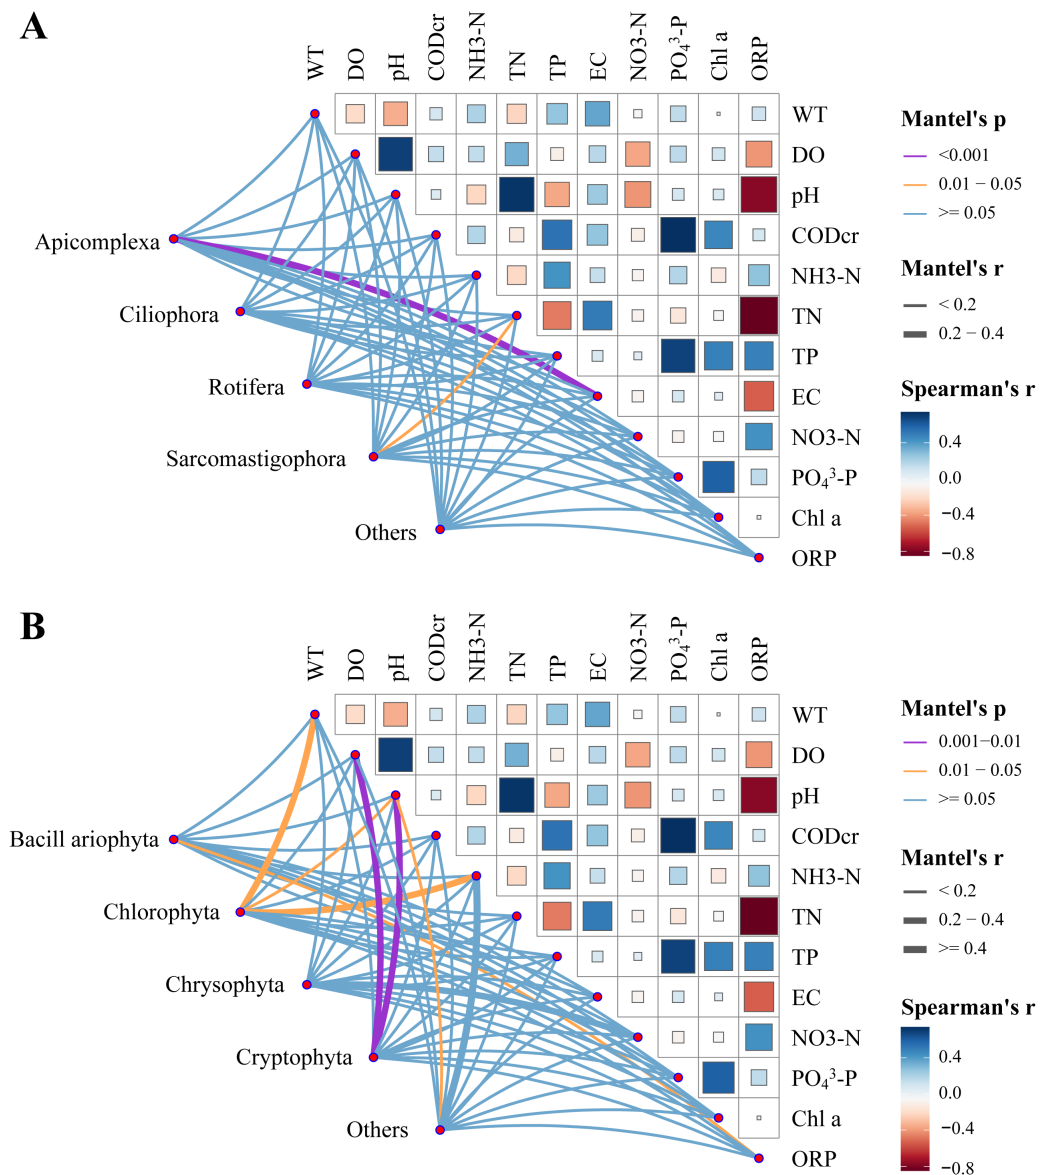 A
WT DO pH CODcr NH3-N TN TP EC NO3-N PO₄³-P Chl a ORP
WT
DO
pH
CODcr
NH3-N
TN
TP
EC
NO3-N
PO₄³-P
Chl a
ORP
Apicomplexa
Ciliophora
Rotifera
Sarcomastigophora
Others
Mantel's p
<0.001
0.01 − 0.05
>= 0.05
Mantel's r
< 0.2
0.2 − 0.4
Spearman's r
0.4
0.0
−0.4
−0.8
B
WT DO pH CODcr NH3-N TN TP EC NO3-N PO₄³-P Chl a ORP
WT
DO
pH
CODcr
NH3-N
TN
TP
EC
NO3-N
PO₄³-P
Chl a
ORP
Bacill ariophyta
Chlorophyta
Chrysophyta
Cryptophyta
Others
Mantel's p
0.001−0.01
0.01 − 0.05
>= 0.05
Mantel's r
< 0.2
0.2 − 0.4
>= 0.4
Spearman's r
0.4
0.0
−0.4
−0.8